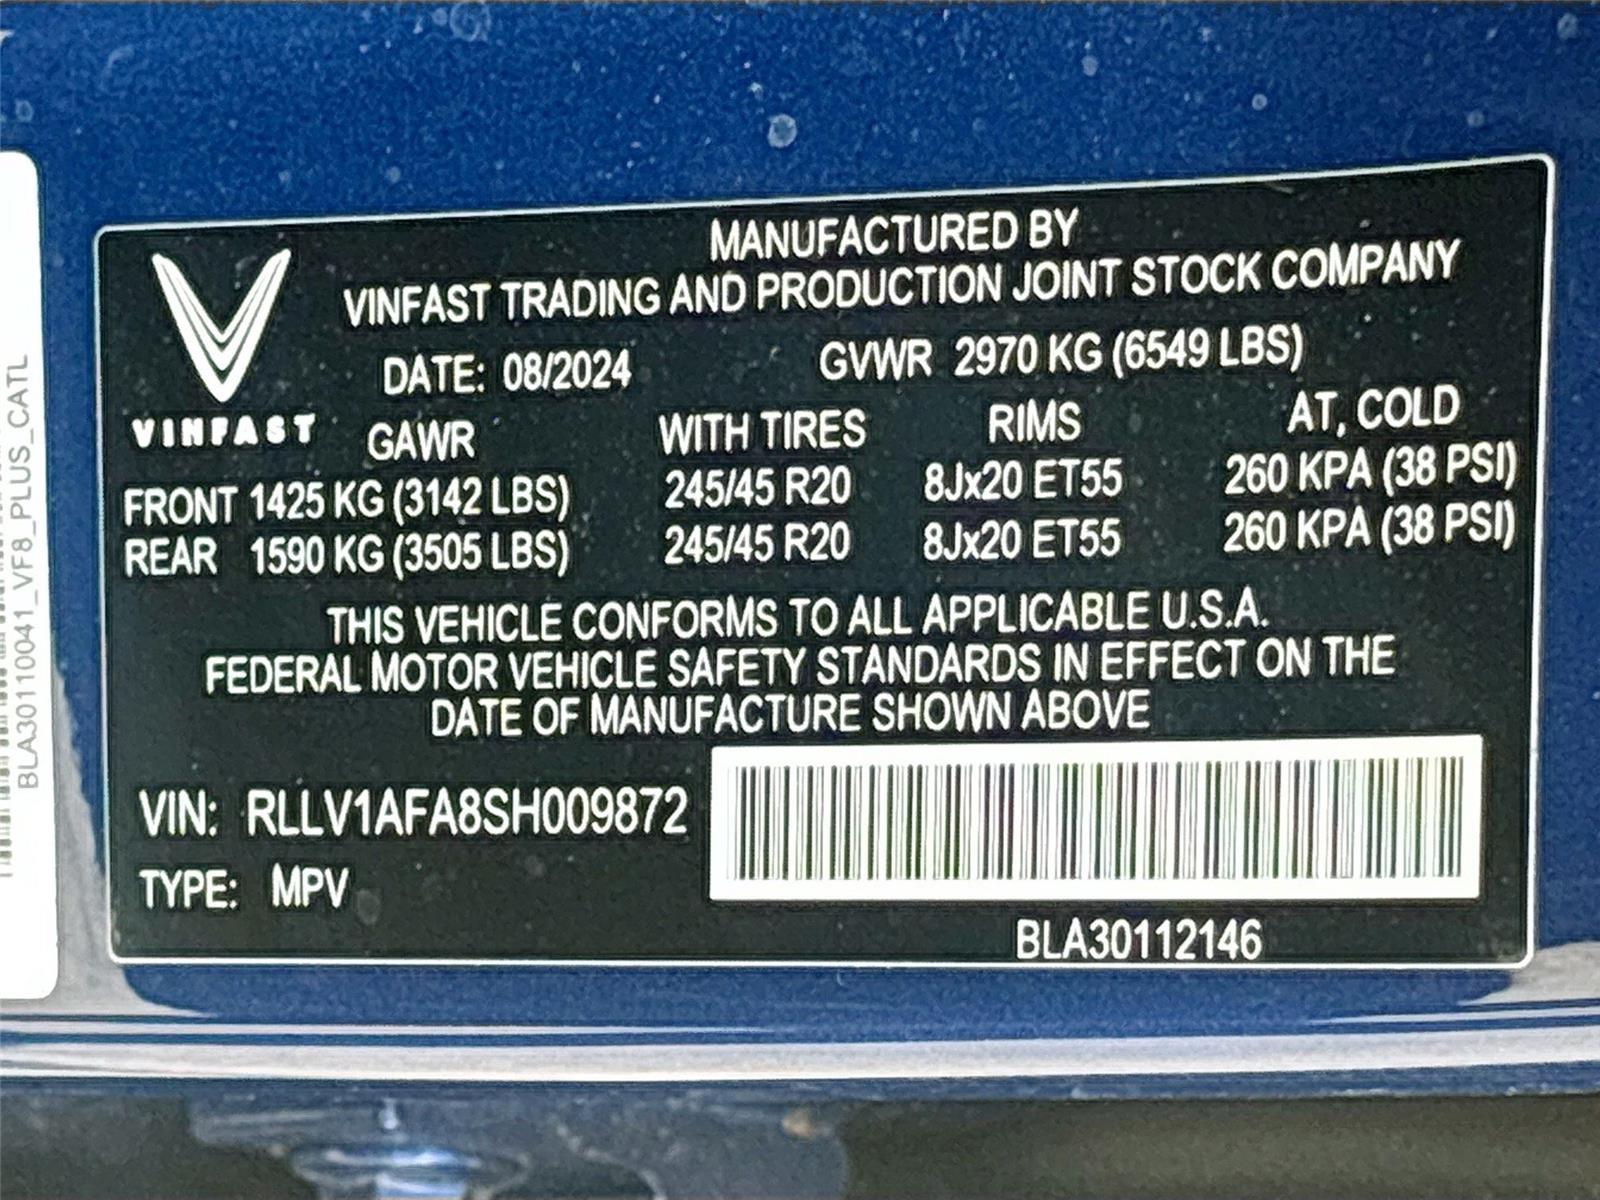 MANUFACTURED BY
VINFAST TRADING AND PRODUCTION JOINT STOCK COMPANY
DATE: 08/2024 GVWR 2970 KG (6549 LBS)
VINFAST
GAWR WITH TIRES RIMS AT, COLD
FRONT 1425 KG (3142 LBS) 245/45 R20 8Jx20 ET55 260 KPA (38 PSI)
REAR 1590 KG (3505 LBS) 245/45 R20 8Jx20 ET55 260 KPA (38 PSI)
THIS VEHICLE CONFORMS TO ALL APPLICABLE U.S.A.
FEDERAL MOTOR VEHICLE SAFETY STANDARDS IN EFFECT ON THE
DATE OF MANUFACTURE SHOWN ABOVE
VIN: RLLV1AFA8SH009872
TYPE: MPV
BLA30112146
BLA30110041_VF8_PLUS_CATL